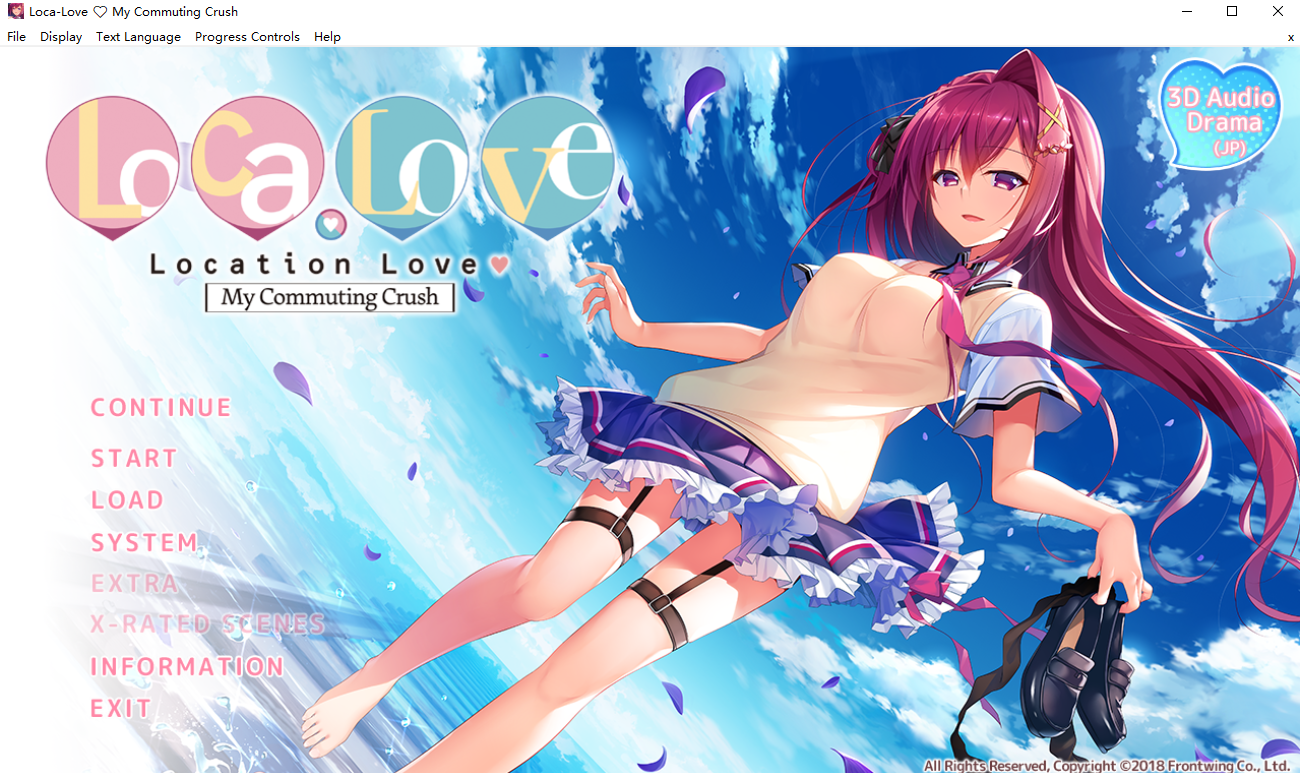 Loca-Love ♡ My Commuting Crush
File Display Text Language Progress Controls Help x
3D Audio
Drama
(JP)
Loca.Love
Location Love♥
My Commuting Crush
CONTINUE
START
LOAD
SYSTEM
EXTRA
X-RATED SCENES
INFORMATION
EXIT
All Rights Reserved, Copyright ©2018 Frontwing Co., Ltd.